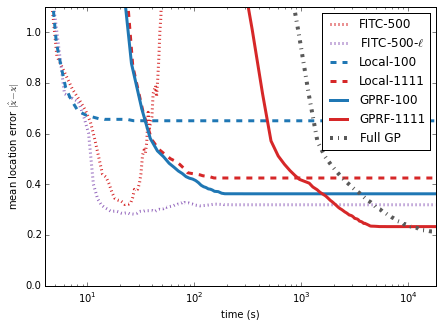 FITC-500
FITC-500-ℓ
Local-100
Local-1111
GPRF-100
GPRF-1111
Full GP
1.0
0.8
0.6
0.4
0.2
0.0
mean location error |x̂ − x|
10¹ 10² 10³ 10⁴
time (s)